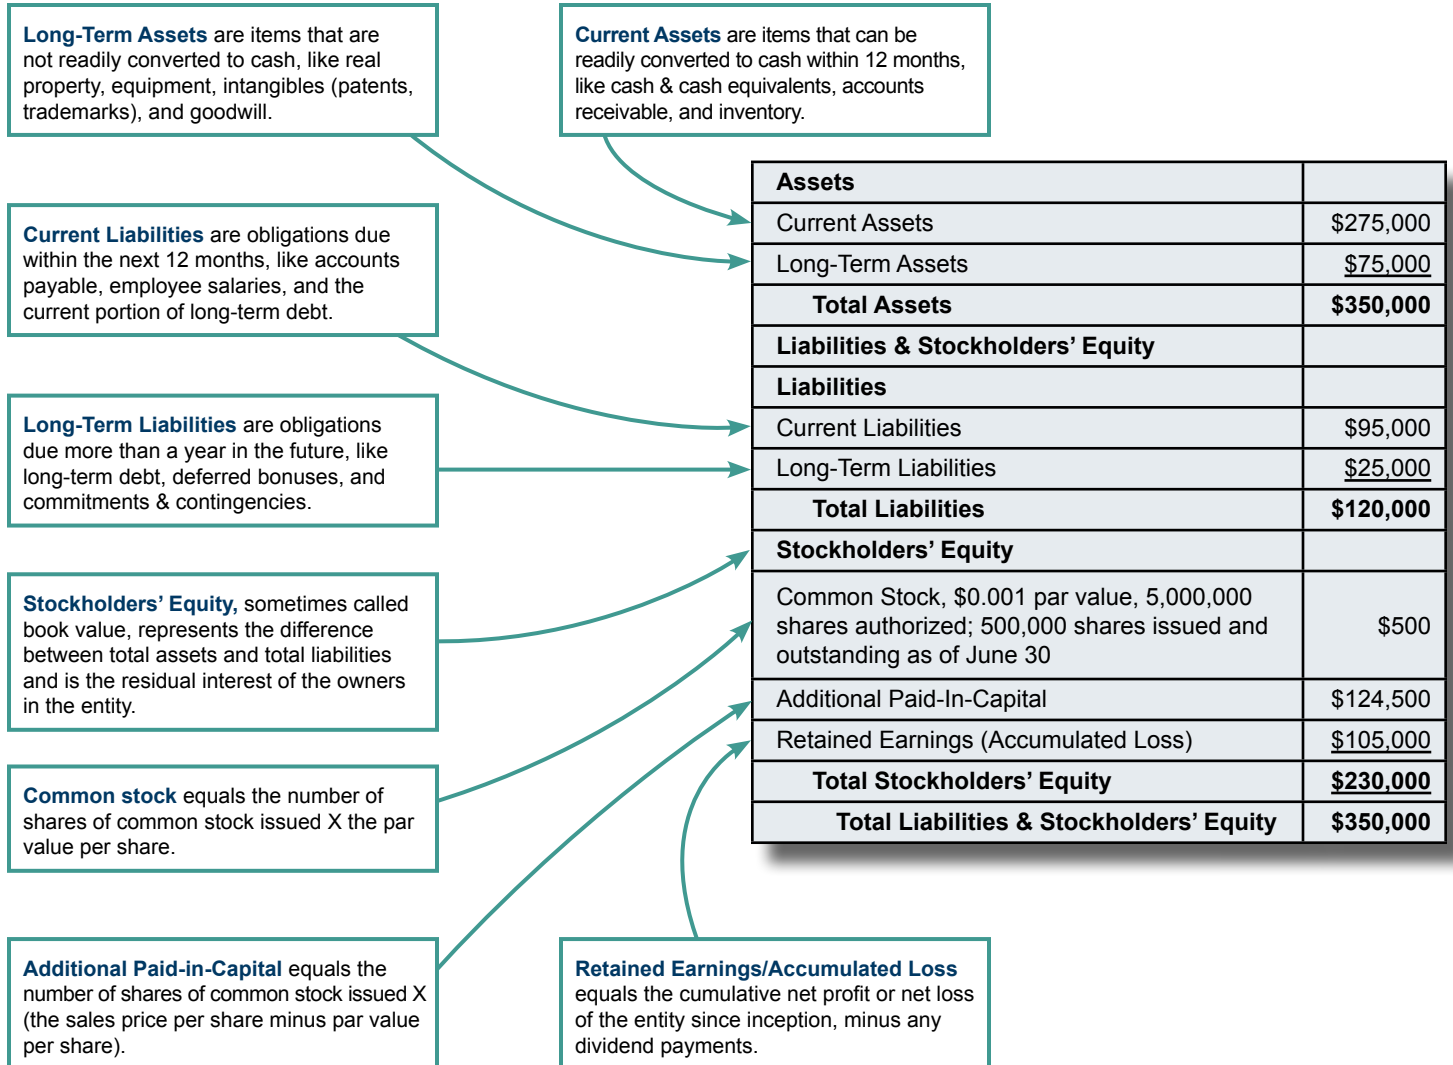 Long-Term Assets are items that are
not readily converted to cash, like real
property, equipment, intangibles (patents,
trademarks), and goodwill.
Current Assets are items that can be
readily converted to cash within 12 months,
like cash & cash equivalents, accounts
receivable, and inventory.
Current Liabilities are obligations due
within the next 12 months, like accounts
payable, employee salaries, and the
current portion of long-term debt.
Long-Term Liabilities are obligations
due more than a year in the future, like
long-term debt, deferred bonuses, and
commitments & contingencies.
Stockholders’ Equity, sometimes called
book value, represents the difference
between total assets and total liabilities
and is the residual interest of the owners
in the entity.
Common stock equals the number of
shares of common stock issued X the par
value per share.
Additional Paid-in-Capital equals the
number of shares of common stock issued X
(the sales price per share minus par value
per share).
Retained Earnings/Accumulated Loss
equals the cumulative net profit or net loss
of the entity since inception, minus any
dividend payments.
Assets
Current Assets $275,000
Long-Term Assets $75,000
Total Assets $350,000
Liabilities & Stockholders’ Equity
Liabilities
Current Liabilities $95,000
Long-Term Liabilities $25,000
Total Liabilities $120,000
Stockholders’ Equity
Common Stock, $0.001 par value, 5,000,000
shares authorized; 500,000 shares issued and $500
outstanding as of June 30
Additional Paid-In-Capital $124,500
Retained Earnings (Accumulated Loss) $105,000
Total Stockholders’ Equity $230,000
Total Liabilities & Stockholders’ Equity $350,000